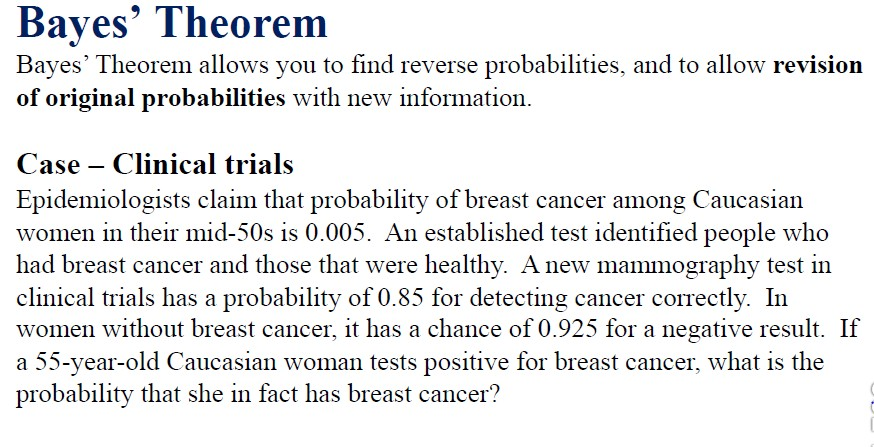 Bayes’ Theorem
Bayes’ Theorem allows you to find reverse probabilities, and to allow revision
of original probabilities with new information.
Case – Clinical trials
Epidemiologists claim that probability of breast cancer among Caucasian
women in their mid-50s is 0.005.  An established test identified people who
had breast cancer and those that were healthy.  A new mammography test in
clinical trials has a probability of 0.85 for detecting cancer correctly.  In
women without breast cancer, it has a chance of 0.925 for a negative result.  If
a 55-year-old Caucasian woman tests positive for breast cancer, what is the
probability that she in fact has breast cancer?